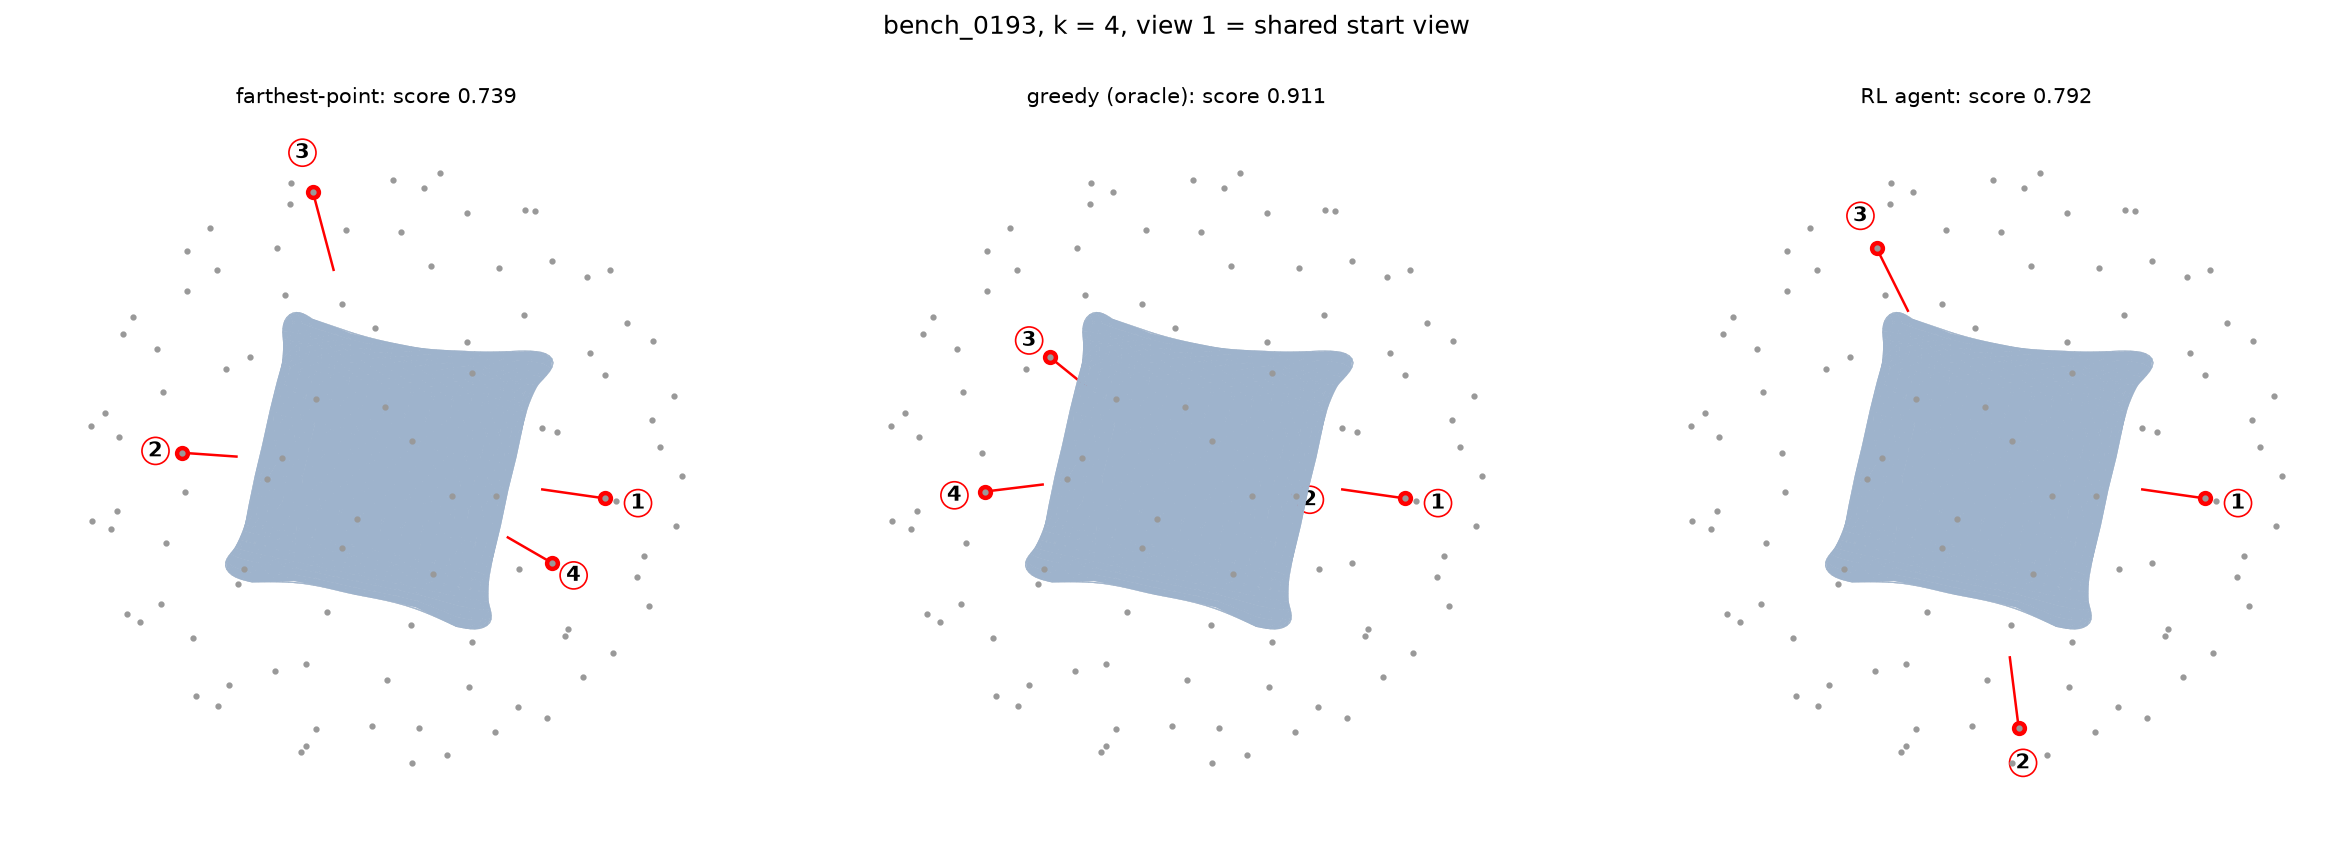 bench_0193, k = 4, view 1 = shared start view
farthest-point: score 0.739
3
2
1
4
greedy (oracle): score 0.911
3
4
2
1
RL agent: score 0.792
3
1
2